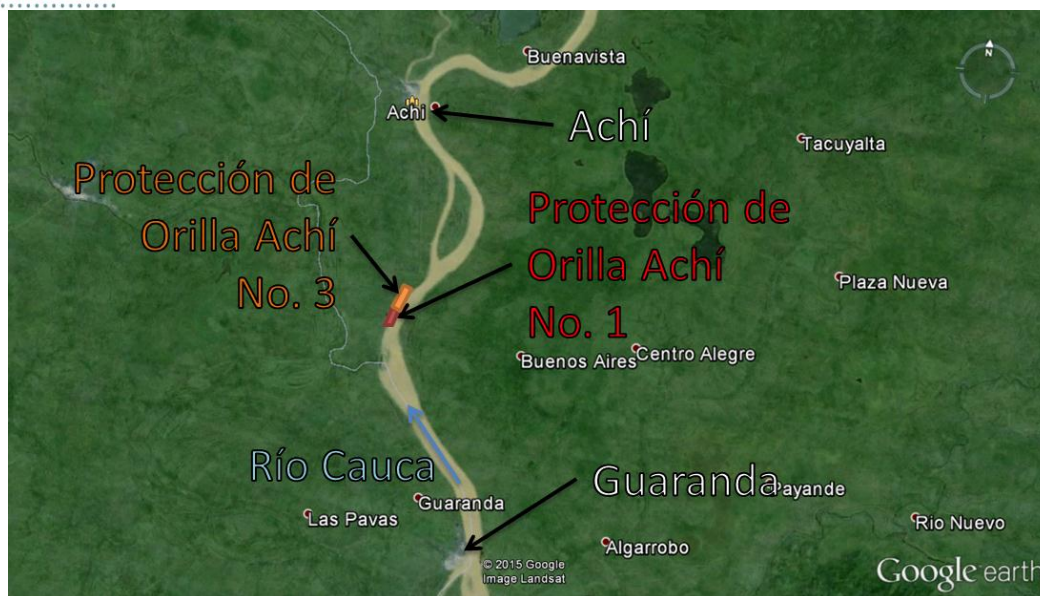 Buenavista
N
Achi
Achí
Tacuyalta
Protección de
Orilla Achí
No. 3
Protección de
Orilla Achí
No. 1
Plaza Nueva
Buenos Aires
Centro Alegre
Río Cauca
Guaranda
Guaranda
Payande
Las Pavas
Rio Nuevo
Algarrobo
© 2015 Google
Image Landsat
Google earth